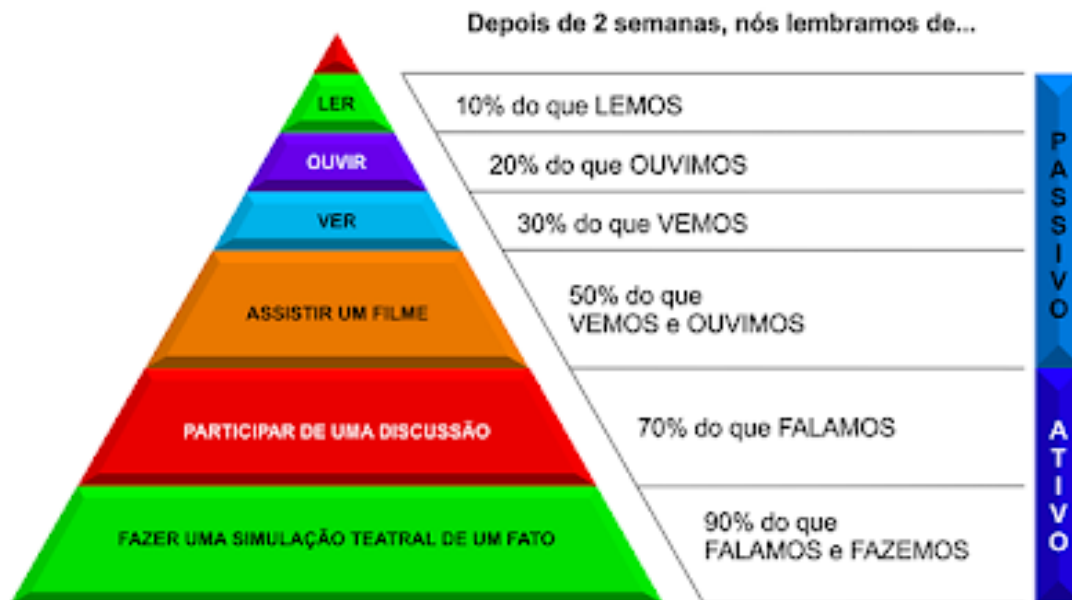 Depois de 2 semanas, nós lembramos de...
LER
10% do que LEMOS
OUVIR
20% do que OUVIMOS
VER
30% do que VEMOS
ASSISTIR UM FILME
50% do que
VEMOS e OUVIMOS
PARTICIPAR DE UMA DISCUSSÃO
70% do que FALAMOS
FAZER UMA SIMULAÇÃO TEATRAL DE UM FATO
90% do que
FALAMOS e FAZEMOS
PASSIVO
ATIVO